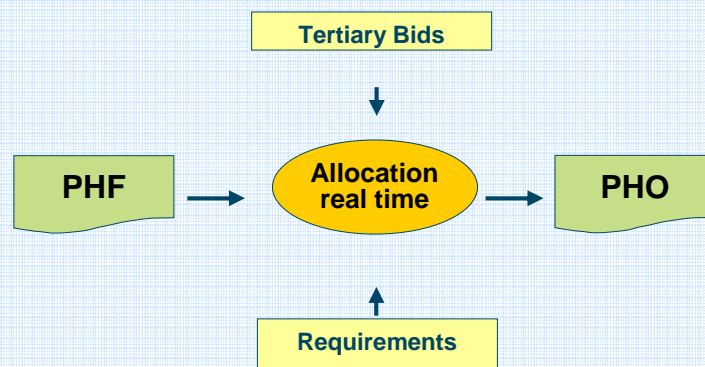 Tertiary Bids
PHF
Allocation
real time
PHO
Requirements